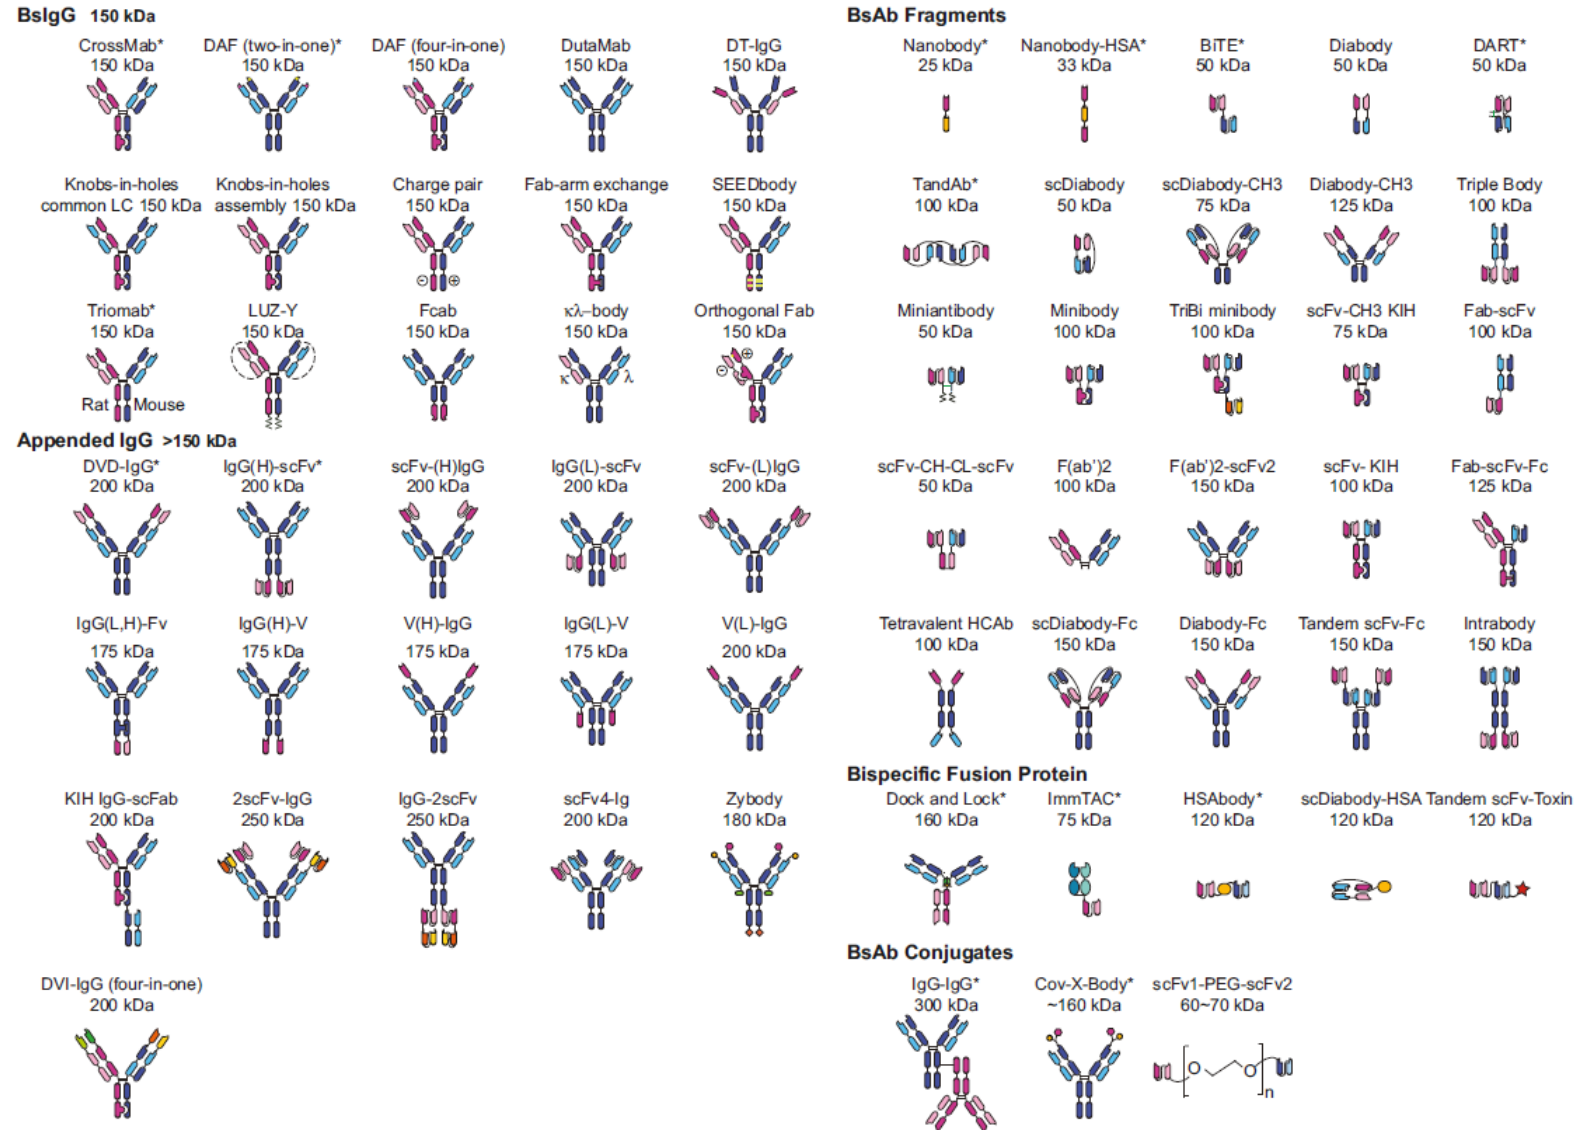 BsIgG 150 kDa
CrossMab*
150 kDa
DAF (two-in-one)*
150 kDa
DAF (four-in-one)
150 kDa
DutaMab
150 kDa
DT-IgG
150 kDa
Knobs-in-holes
common LC 150 kDa
Knobs-in-holes
assembly 150 kDa
Charge pair
150 kDa
Fab-arm exchange
150 kDa
SEEDbody
150 kDa
Triomab*
150 kDa
Rat Mouse
LUZ-Y
150 kDa
Fcab
150 kDa
κλ–body
150 kDa
κ λ
Orthogonal Fab
150 kDa
Appended IgG >150 kDa
DVD-IgG*
200 kDa
IgG(H)-scFv*
200 kDa
scFv-(H)IgG
200 kDa
IgG(L)-scFv
200 kDa
scFv-(L)IgG
200 kDa
IgG(L,H)-Fv
175 kDa
IgG(H)-V
175 kDa
V(H)-IgG
175 kDa
IgG(L)-V
175 kDa
V(L)-IgG
200 kDa
KIH IgG-scFab
200 kDa
2scFv-IgG
250 kDa
IgG-2scFv
250 kDa
scFv4-Ig
200 kDa
Zybody
180 kDa
DVI-IgG (four-in-one)
200 kDa
BsAb Fragments
Nanobody*
25 kDa
Nanobody-HSA*
33 kDa
BiTE*
50 kDa
Diabody
50 kDa
DART*
50 kDa
TandAb*
100 kDa
scDiabody
50 kDa
scDiabody-CH3
75 kDa
Diabody-CH3
125 kDa
Triple Body
100 kDa
Miniantibody
50 kDa
Minibody
100 kDa
TriBi minibody
100 kDa
scFv-CH3 KIH
75 kDa
Fab-scFv
100 kDa
scFv-CH-CL-scFv
50 kDa
F(ab')2
100 kDa
F(ab')2-scFv2
150 kDa
scFv- KIH
100 kDa
Fab-scFv-Fc
125 kDa
Tetravalent HCAb
100 kDa
scDiabody-Fc
150 kDa
Diabody-Fc
150 kDa
Tandem scFv-Fc
150 kDa
Intrabody
150 kDa
Bispecific Fusion Protein
Dock and Lock*
160 kDa
ImmTAC*
75 kDa
HSAbody*
120 kDa
scDiabody-HSA
120 kDa
Tandem scFv-Toxin
120 kDa
BsAb Conjugates
IgG-IgG*
300 kDa
Cov-X-Body*
~160 kDa
scFv1-PEG-scFv2
60~70 kDa
O O n